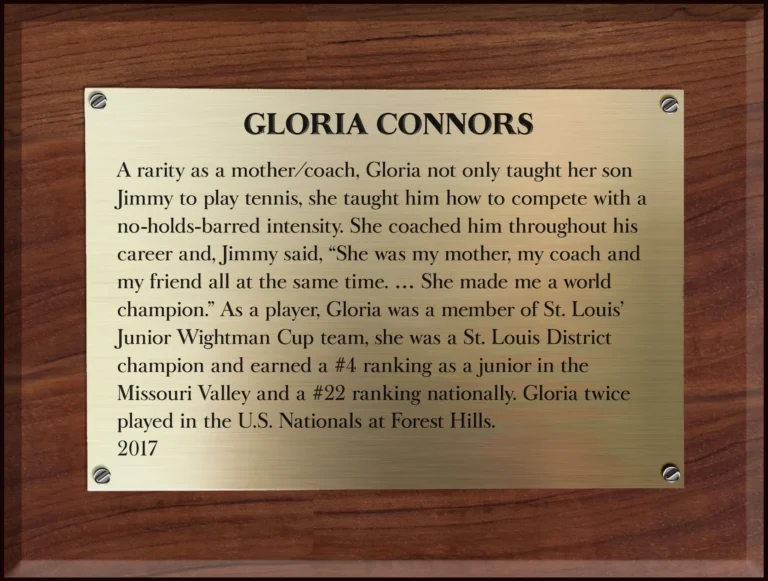 GLORIA CONNORS
A rarity as a mother/coach, Gloria not only taught her son
Jimmy to play tennis, she taught him how to compete with a
no-holds-barred intensity. She coached him throughout his
career and, Jimmy said, “She was my mother, my coach and
my friend all at the same time. … She made me a world
champion.” As a player, Gloria was a member of St. Louis’
Junior Wightman Cup team, she was a St. Louis District
champion and earned a #4 ranking as a junior in the
Missouri Valley and a #22 ranking nationally. Gloria twice
played in the U.S. Nationals at Forest Hills.
2017